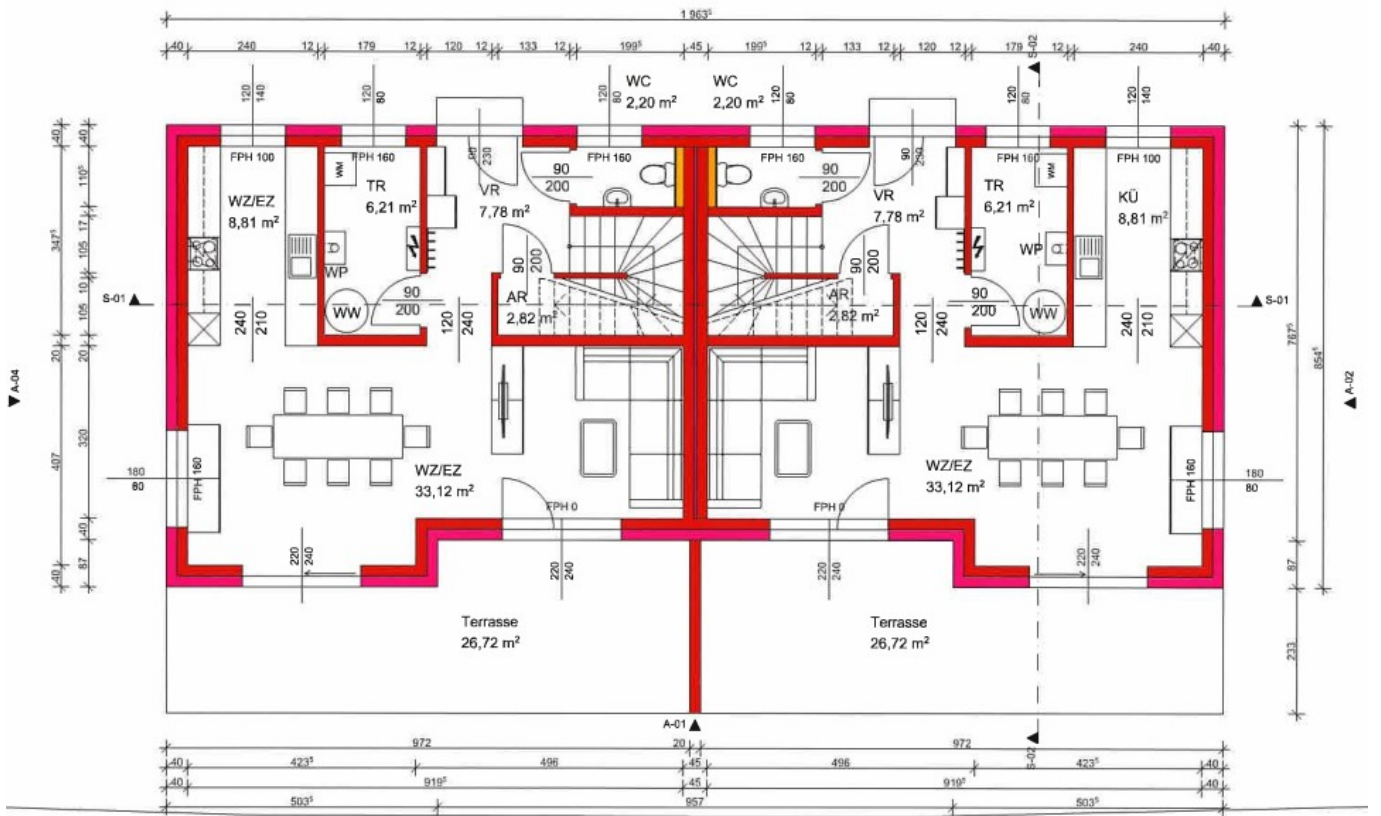 1 963⁵
40 240 12 179 12 120 12 133 12 199⁵ 45 199⁵ 12 133 12 120 12 179 12 240 40
S-02
WC
2,20 m²
WC
2,20 m²
120
140
120
80
120
80
120
80
120
80
120
140
FPH 100
FPH 160
90
230
FPH 160
FPH 160
90
230
FPH 160
FPH 100
WZ/EZ
8,81 m²
WM
TR
6,21 m²
VR
7,78 m²
90
200
90
200
VR
7,78 m²
TR
6,21 m²
WM
KÜ
8,81 m²
WP
90
200
90
200
WP
S-01
S-01
240
210
WW
90
200
120
240
AR
2,82 m²
AR
2,82 m²
120
240
90
200
WW
240
210
A-04
A-02
40
347⁵
20
407
40
40
110⁵
17
105
10
105
20
320
40
87
767⁵
87
233
854⁵
180
80
FPH 160
WZ/EZ
33,12 m²
WZ/EZ
33,12 m²
FPH 160
180
80
FPH 0
FPH 0
220
240
220
240
220
240
220
240
Terrasse
26,72 m²
Terrasse
26,72 m²
A-01
S-02
972 20 972
40 423⁵ 496 45 496 423⁵ 40
40 919⁵ 45 919⁵ 40
503⁵ 957 503⁵